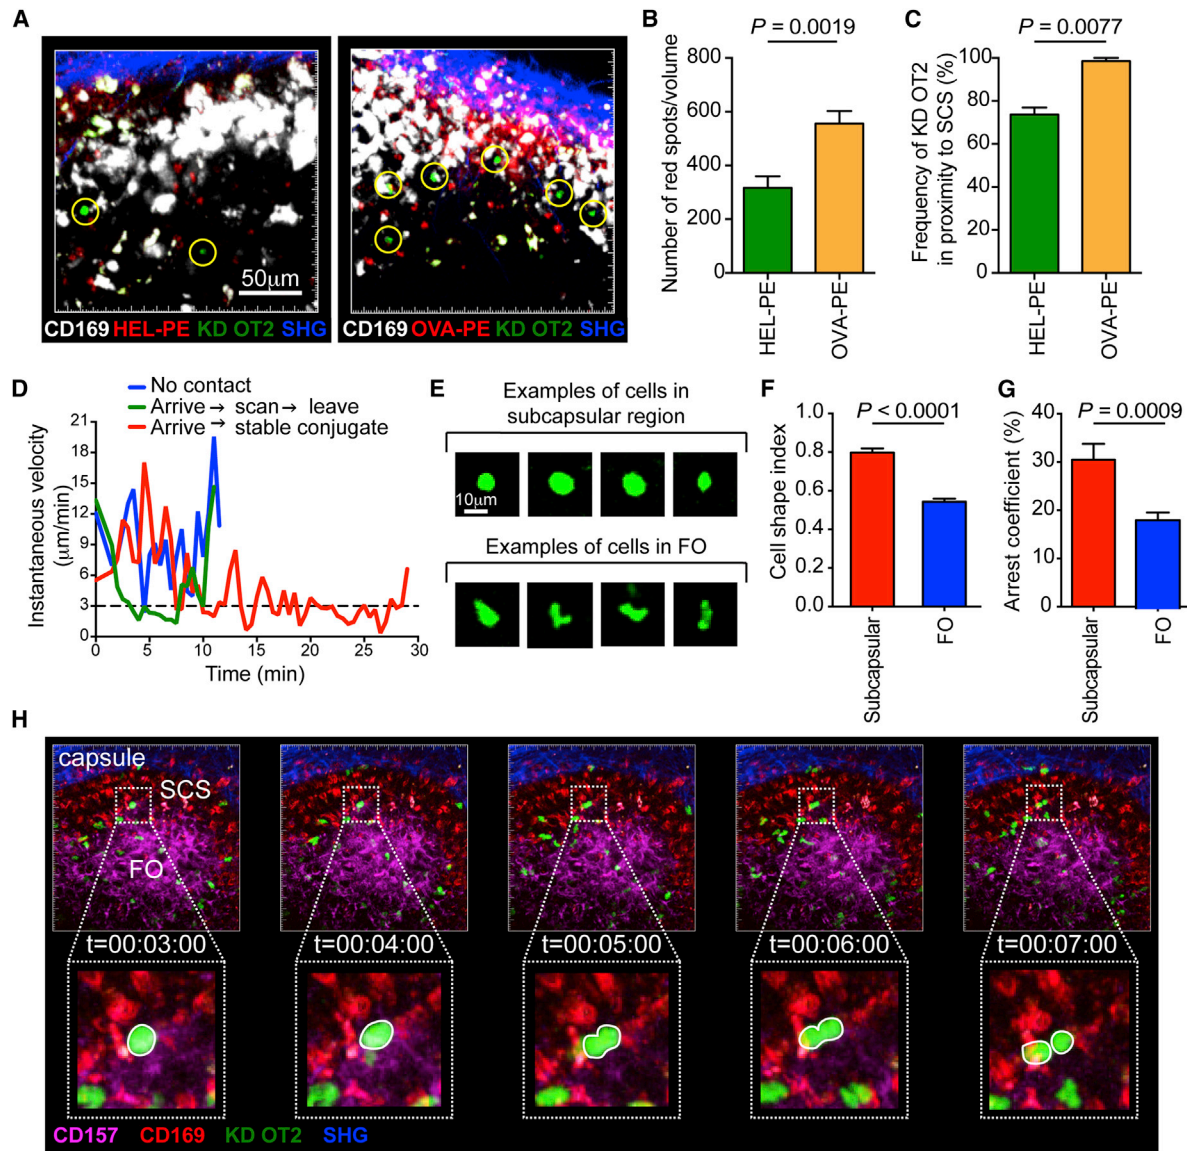 A
50μm
CD169 HEL-PE KD OT2 SHG
CD169 OVA-PE KD OT2 SHG
B
P = 0.0019
Number of red spots/volume
800
600
400
200
0
HEL-PE
OVA-PE
C
P = 0.0077
Frequency of KD OT2
in proximity to SCS (%)
100
80
60
40
20
0
HEL-PE
OVA-PE
D
No contact
Arrive → scan → leave
Arrive → stable conjugate
Instantaneous velocity
(μm/min)
21
18
15
12
9
6
3
0
0 5 10 15 20 25 30
Time (min)
E
Examples of cells in
subcapsular region
10μm
Examples of cells in FO
F
P < 0.0001
Cell shape index
1.0
0.8
0.6
0.4
0.2
0.0
Subcapsular
FO
G
P = 0.0009
Arrest coefficient (%)
40
30
20
10
0
Subcapsular
FO
H
capsule
SCS
FO
t=00:03:00 t=00:04:00 t=00:05:00 t=00:06:00 t=00:07:00
CD157 CD169 KD OT2 SHG